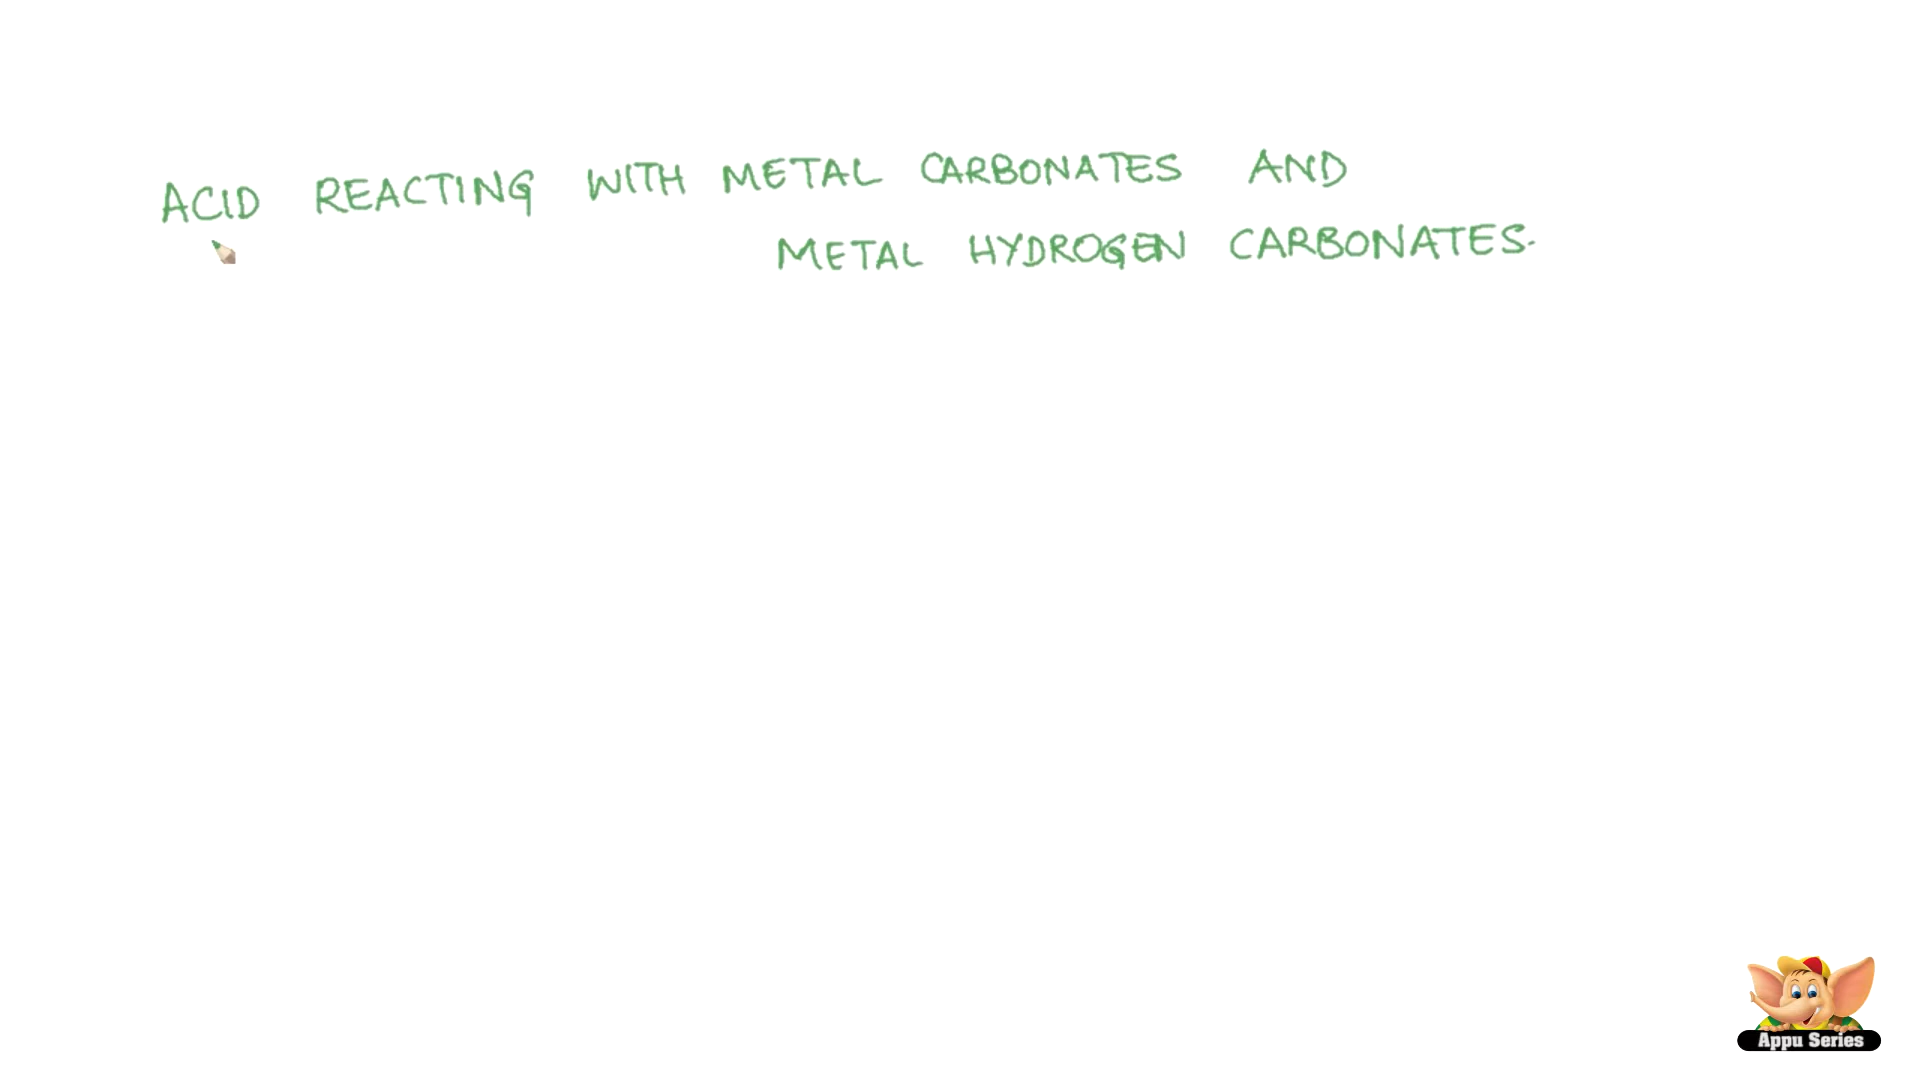 ACID REACTING WITH METAL CARBONATES AND
METAL HYDROGEN CARBONATES.
Appu Series